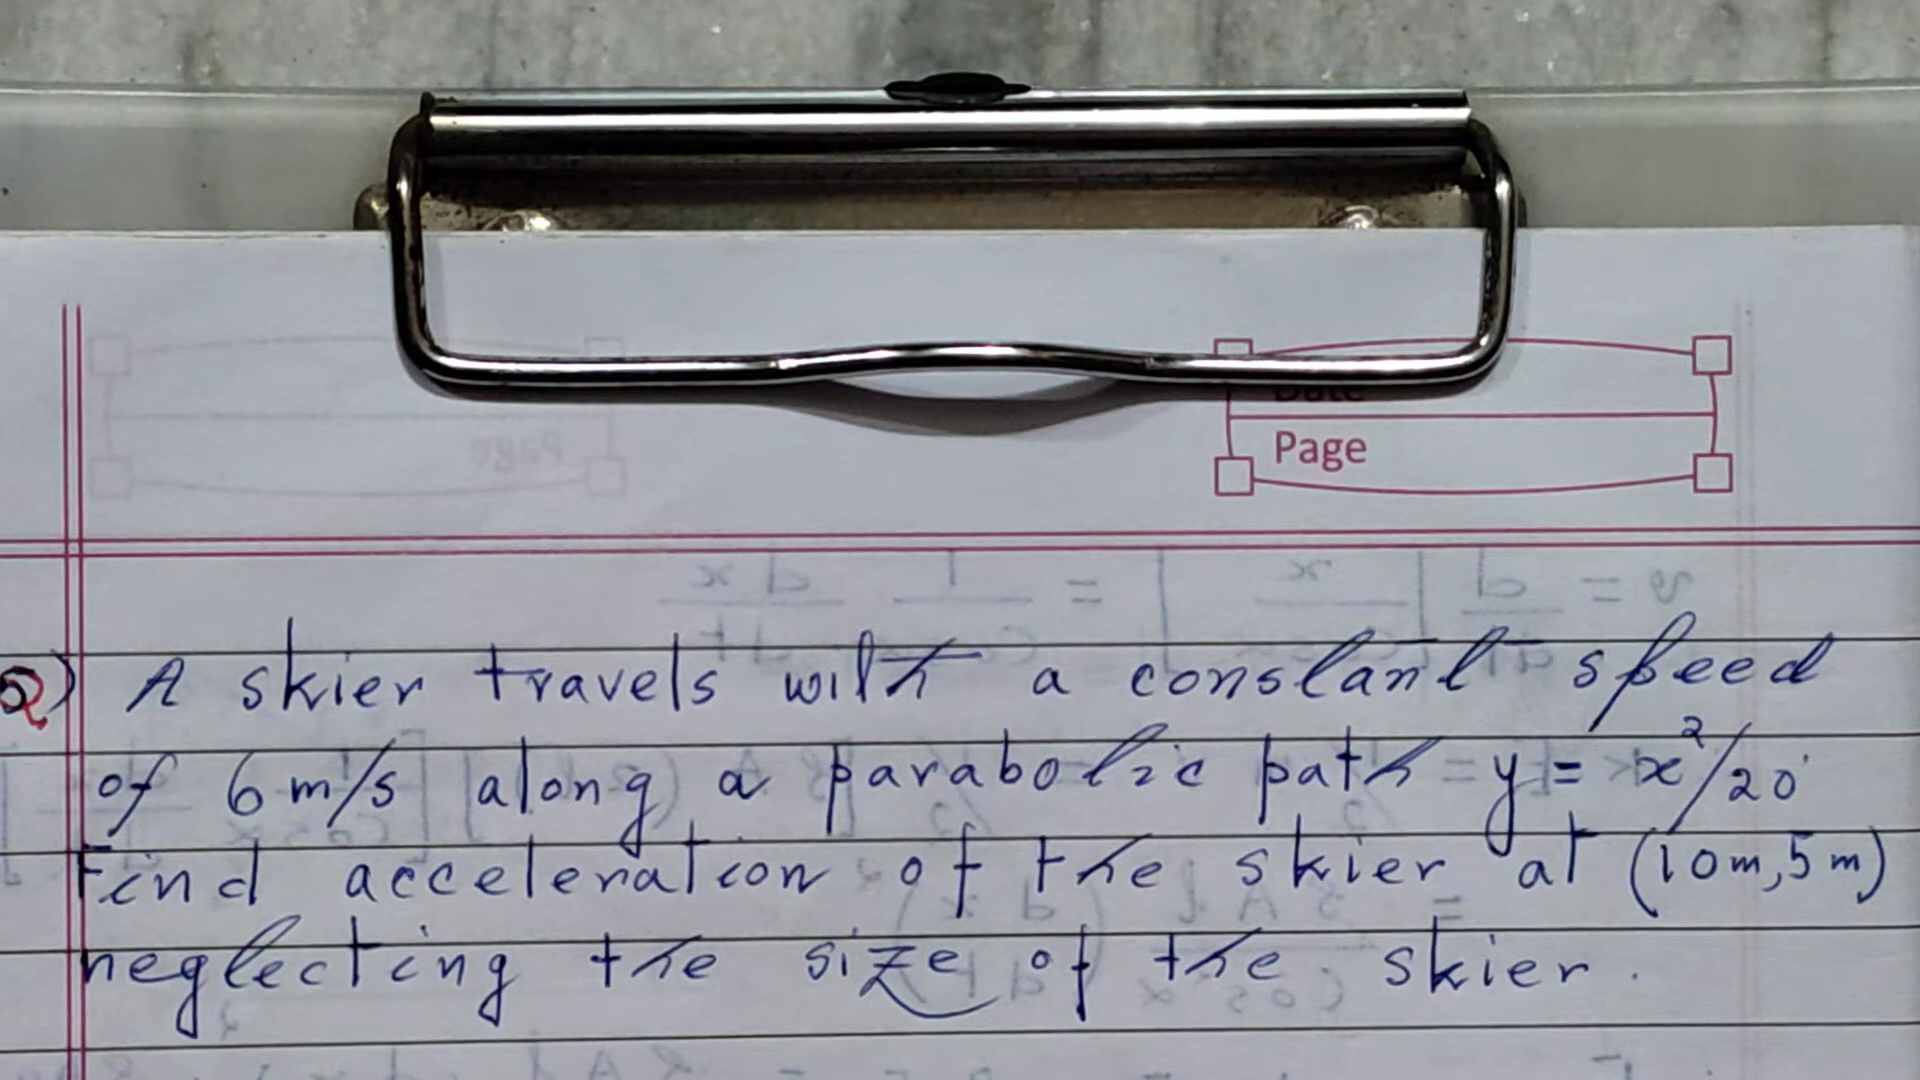 Date
Page
Q) A skier travels with a constant speed
of 6 m/s along a parabolic path y = x²/20
Find acceleration of the skier at (10m, 5m)
neglecting the size of the skier.